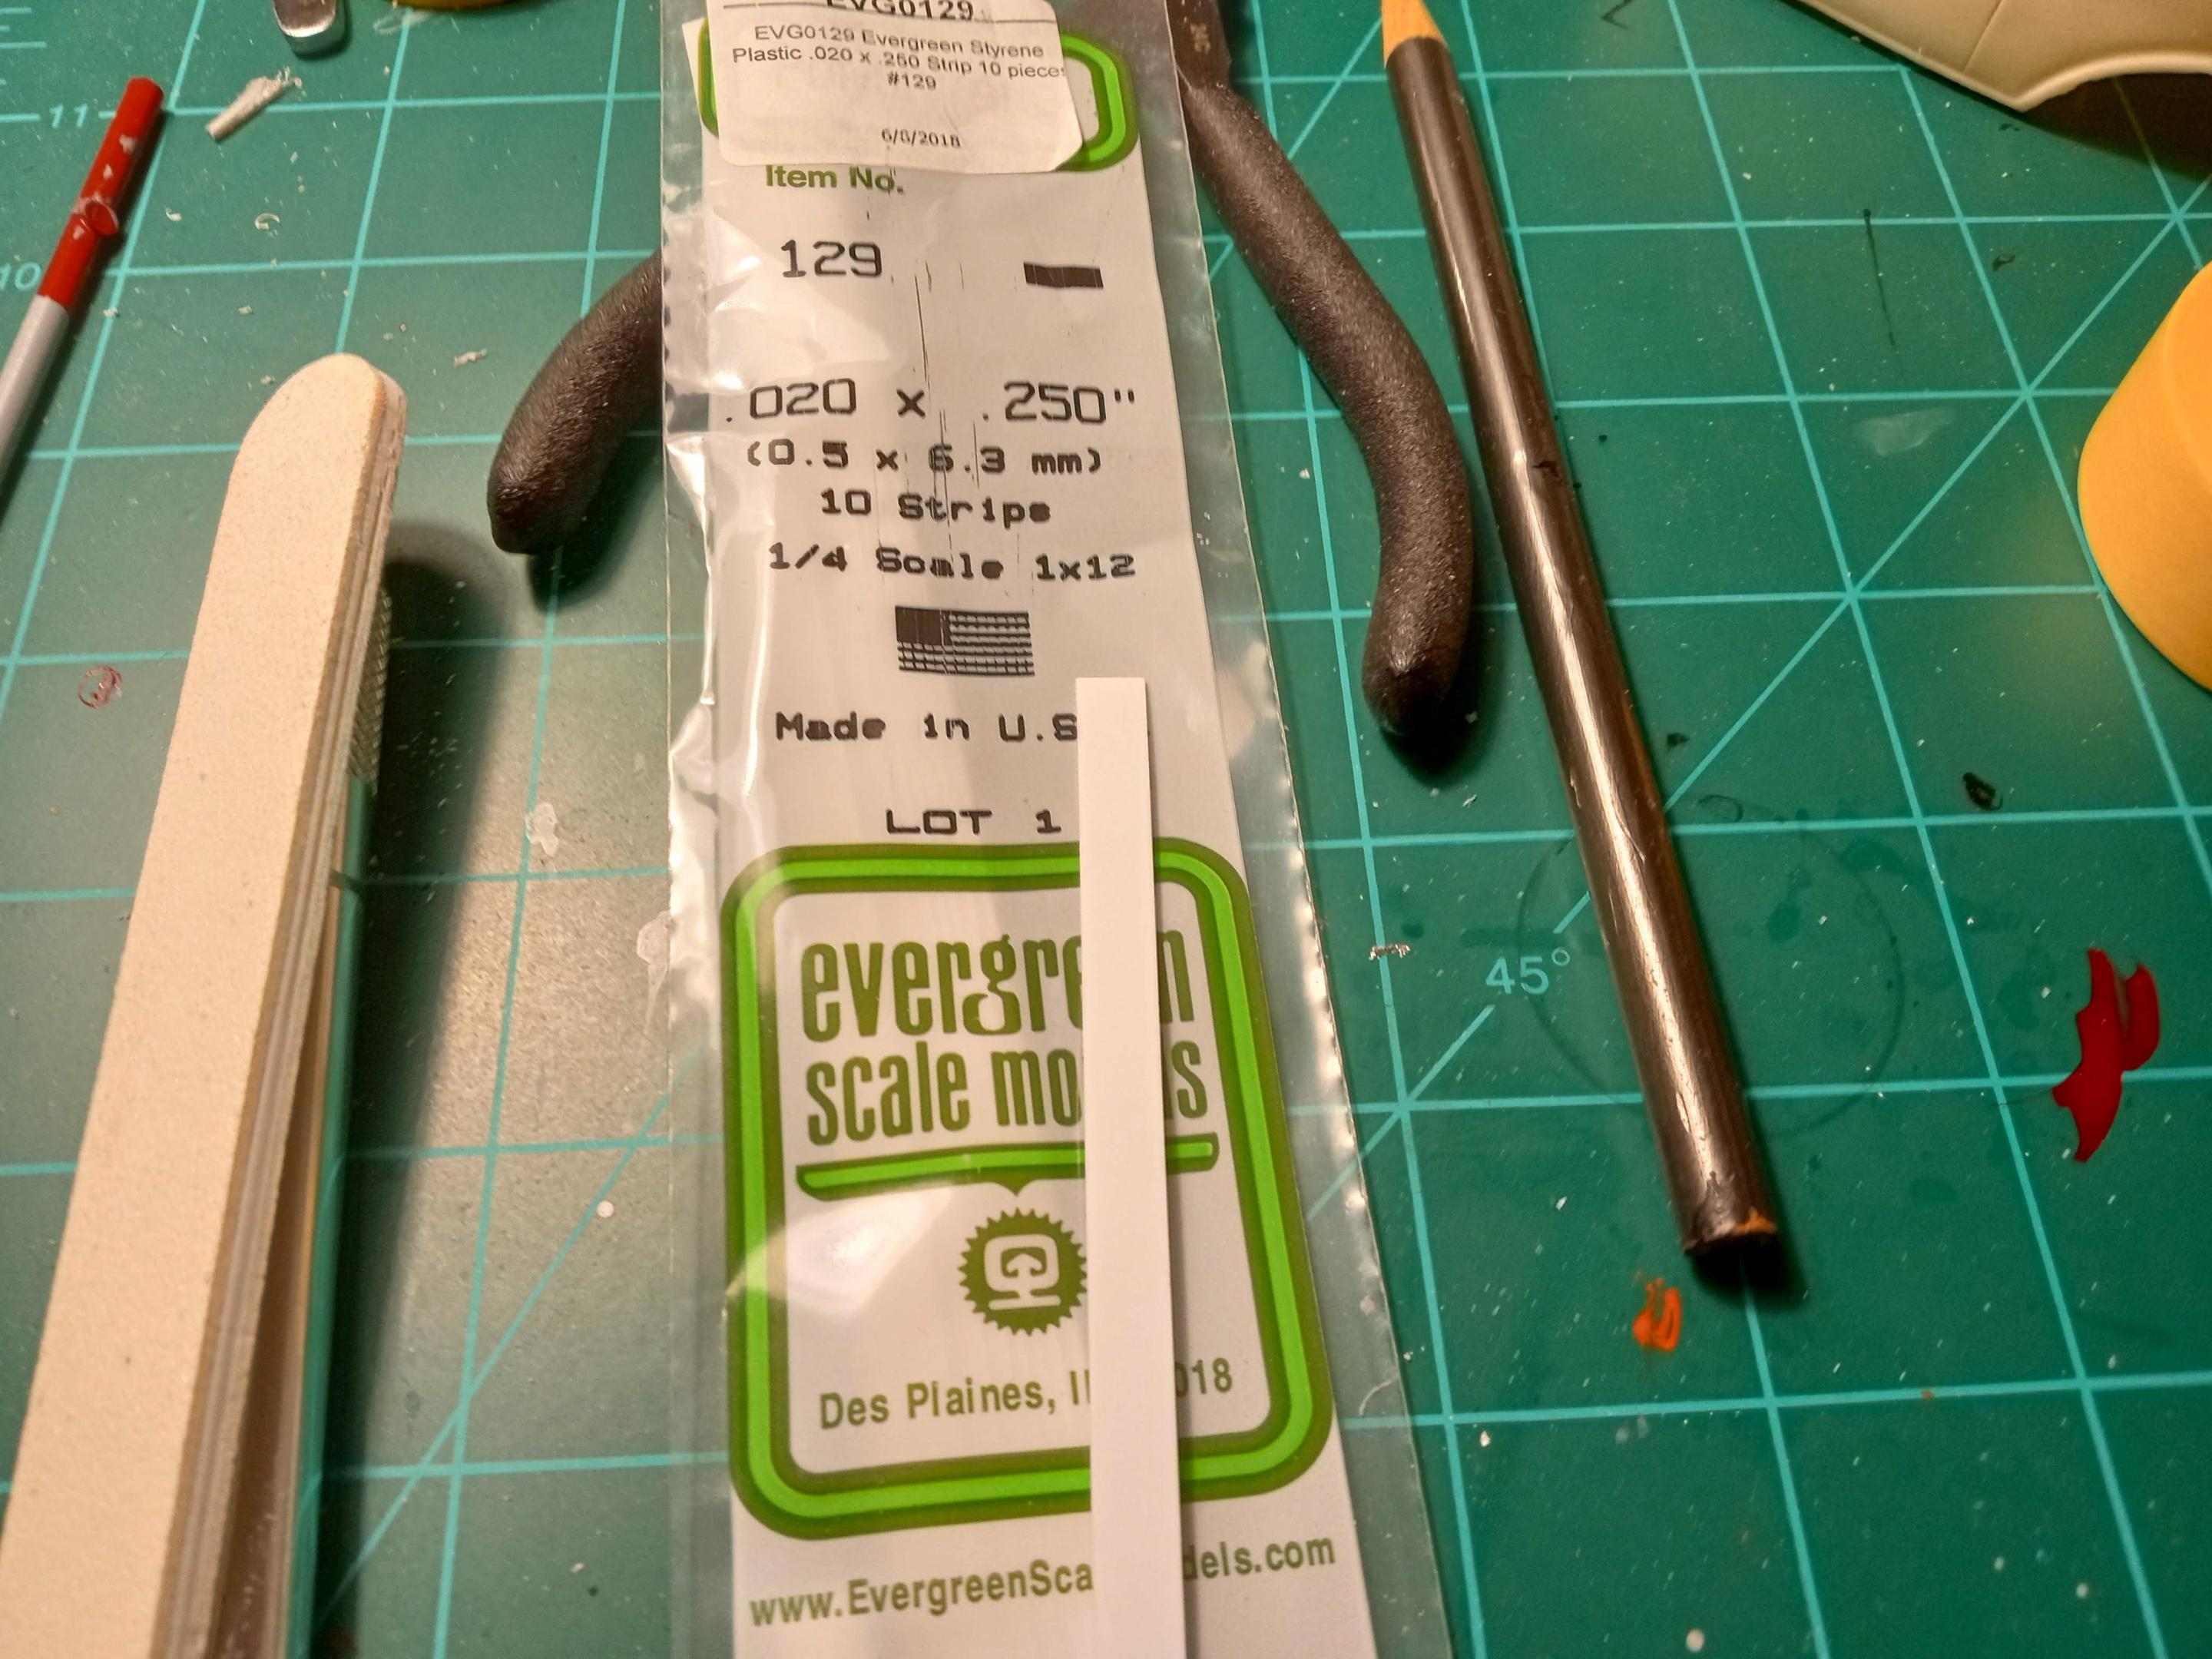 EVG0129
EVG0129 Evergreen Styrene
Plastic .020 x .250 Strip 10 pieces
#129
6/8/2018
Item No.
129
.020 x .250"
(0.5 x 6.3 mm)
10 Strips
1/4 Scale 1x12
Made in U.S
LOT 1
evergre n
scale mo s
Des Plaines, Il 018
www.EvergreenSca dels.com
11
10
45°